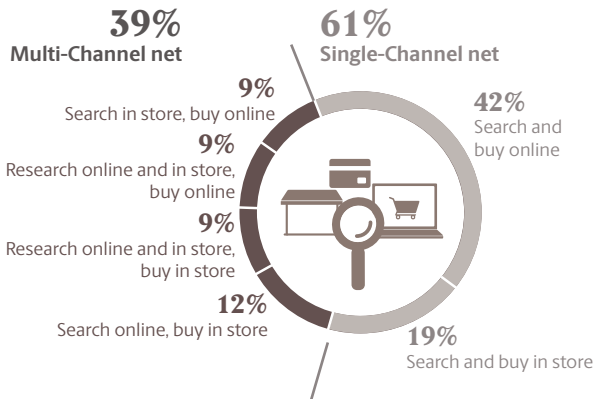 39%
Multi-Channel net
61%
Single-Channel net
9%
Search in store, buy online
9%
Research online and in store,
buy online
9%
Research online and in store,
buy in store
12%
Search online, buy in store
42%
Search and
buy online
19%
Search and buy in store